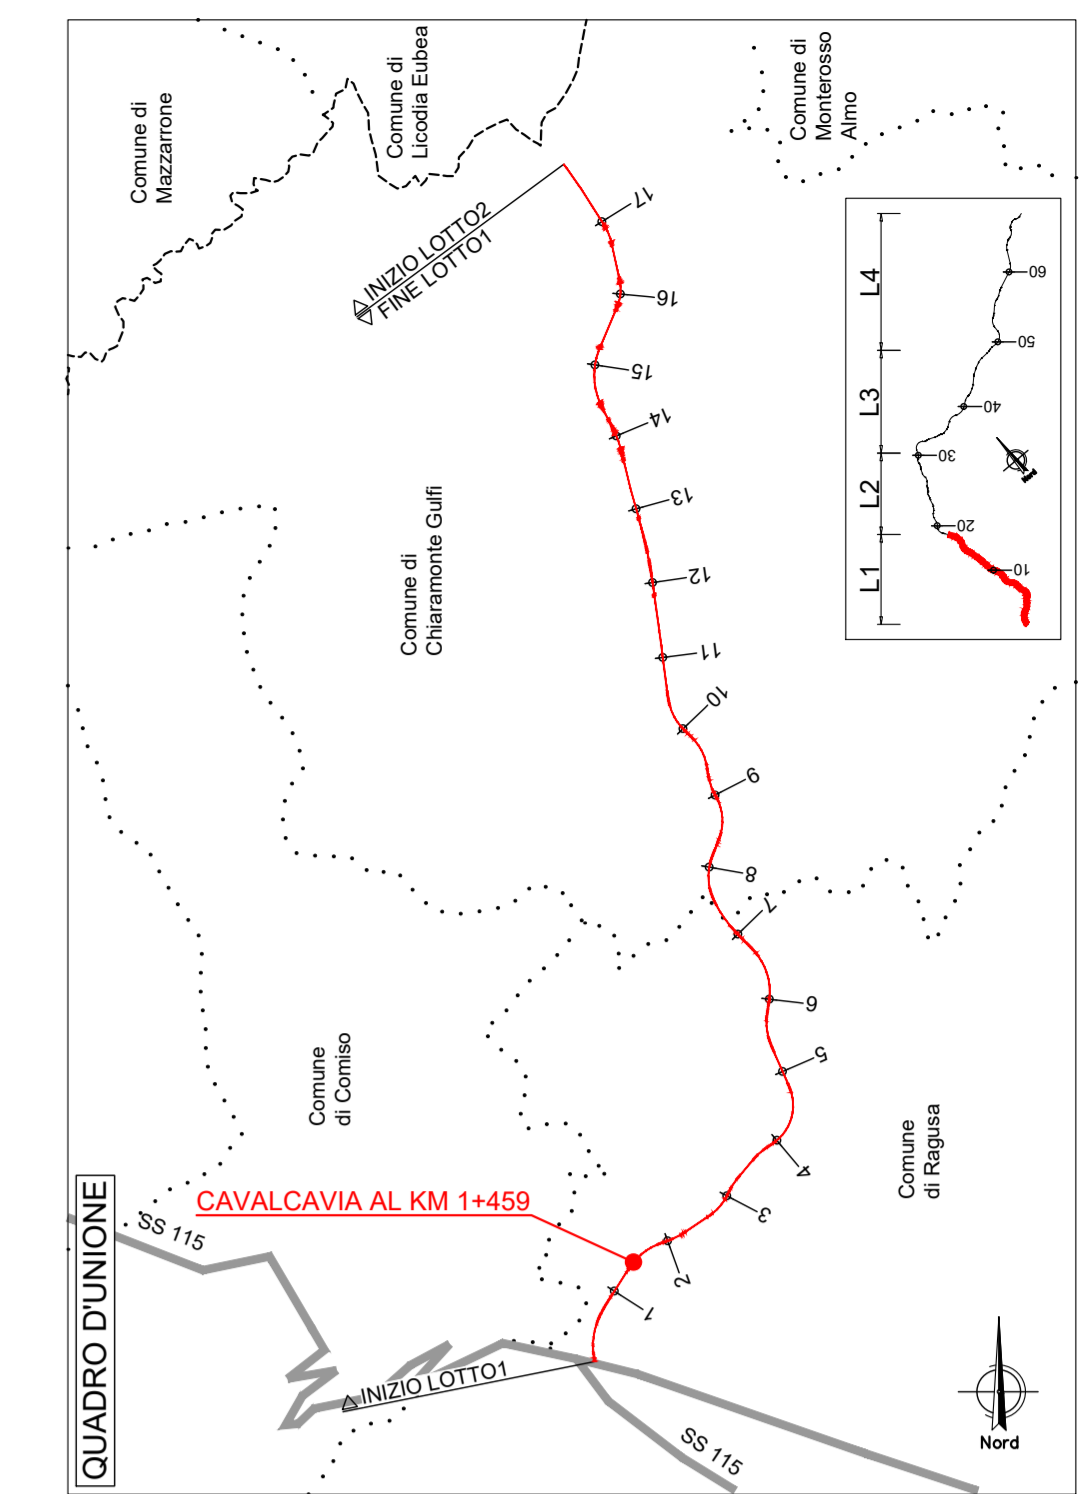 QUADRO D'UNIONE
Comune di
Mazzarrone
Comune di
Licodia Eubea
Comune di
Monterosso
Almo
INIZIO LOTTO2
FINE LOTTO1
Comune di
Chiaramonte Gulfi
Comune
di Comiso
Comune
di Ragusa
CAVALCAVIA AL KM 1+459
SS 115
INIZIO LOTTO1
SS 115
1
2
3
4
5
6
7
8
9
10
11
12
13
14
15
16
17
L1
L2
L3
L4
10
20
30
40
50
60
Nord
Nord